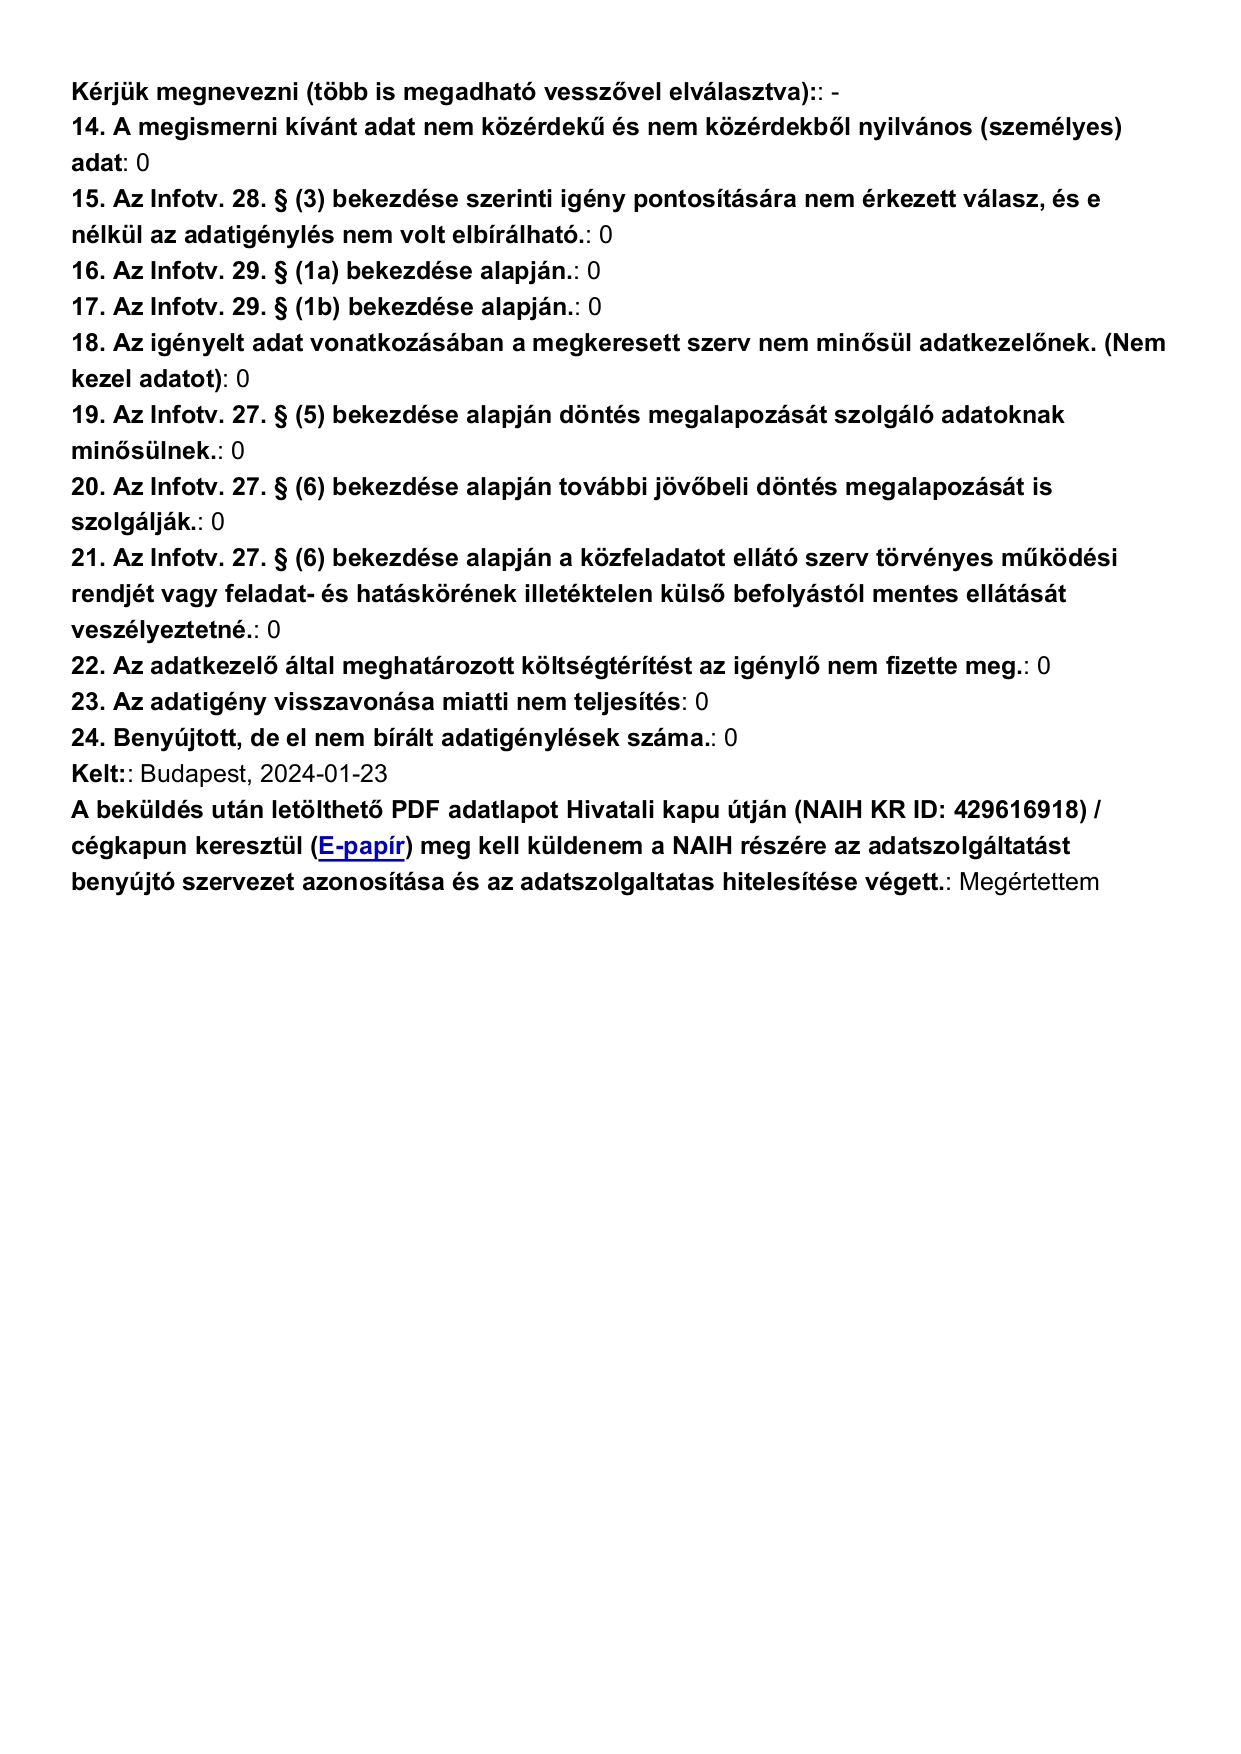 Kérjük megnevezni (több is megadható vesszővel elválasztva):: -
14. A megismerni kívánt adat nem közérdekű és nem közérdekből nyilvános (személyes)
adat: 0
15. Az Infotv. 28. § (3) bekezdése szerinti igény pontosítására nem érkezett válasz, és e
nélkül az adatigénylés nem volt elbírálható.: 0
16. Az Infotv. 29. § (1a) bekezdése alapján.: 0
17. Az Infotv. 29. § (1b) bekezdése alapján.: 0
18. Az igényelt adat vonatkozásában a megkeresett szerv nem minősül adatkezelőnek. (Nem
kezel adatot): 0
19. Az Infotv. 27. § (5) bekezdése alapján döntés megalapozását szolgáló adatoknak
minősülnek.: 0
20. Az Infotv. 27. § (6) bekezdése alapján további jövőbeli döntés megalapozását is
szolgálják.: 0
21. Az Infotv. 27. § (6) bekezdése alapján a közfeladatot ellátó szerv törvényes működési
rendjét vagy feladat- és hatáskörének illetéktelen külső befolyástól mentes ellátását
veszélyeztetné.: 0
22. Az adatkezelő által meghatározott költségtérítést az igénylő nem fizette meg.: 0
23. Az adatigény visszavonása miatti nem teljesítés: 0
24. Benyújtott, de el nem bírált adatigénylések száma.: 0
Kelt:: Budapest, 2024-01-23
A beküldés után letölthető PDF adatlapot Hivatali kapu útján (NAIH KR ID: 429616918) /
cégkapun keresztül (E-papír) meg kell küldenem a NAIH részére az adatszolgáltatást
benyújtó szervezet azonosítása és az adatszolgaltatas hitelesítése végett.: Megértettem